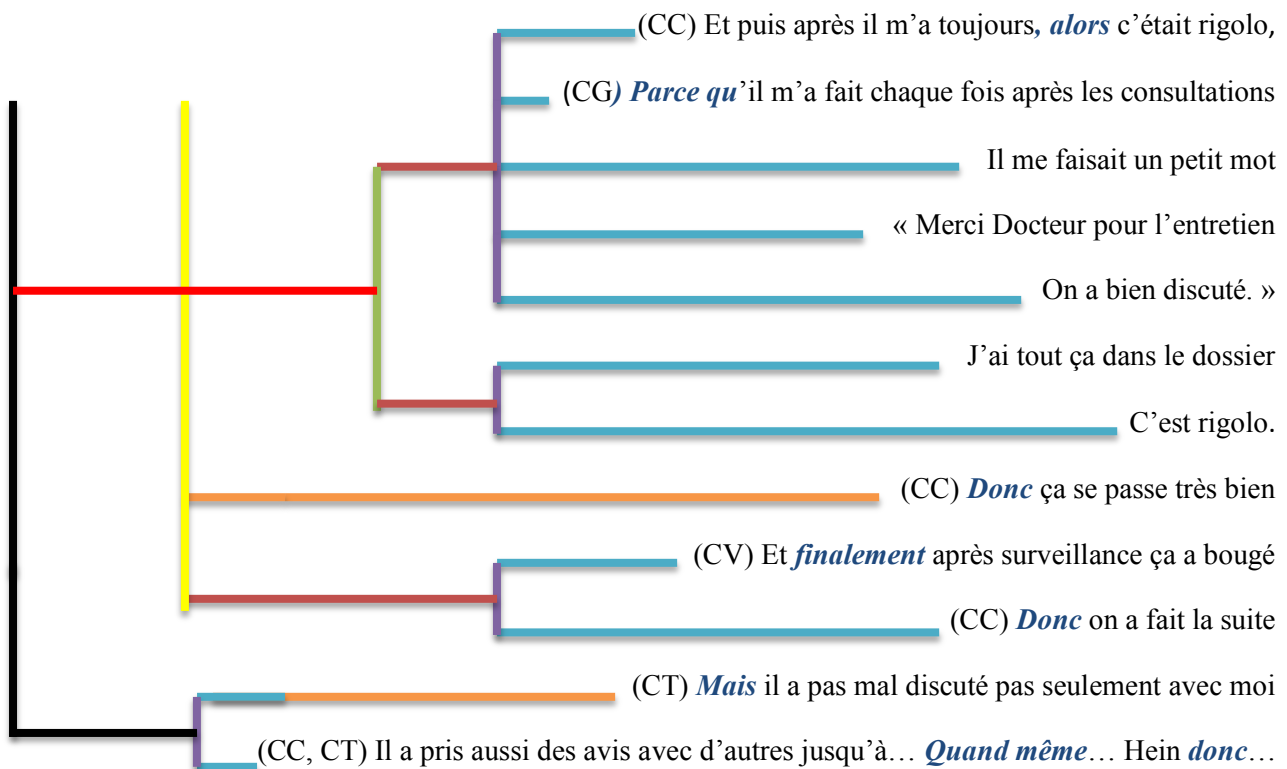 (CC) Et puis après il m’a toujours, alors c’était rigolo,
(CG) Parce qu’il m’a fait chaque fois après les consultations
Il me faisait un petit mot
« Merci Docteur pour l’entretien
On a bien discuté. »
J’ai tout ça dans le dossier
C’est rigolo.
(CC) Donc ça se passe très bien
(CV) Et finalement après surveillance ça a bougé
(CC) Donc on a fait la suite
(CT) Mais il a pas mal discuté pas seulement avec moi
(CC, CT) Il a pris aussi des avis avec d’autres jusqu’à… Quand même… Hein donc…